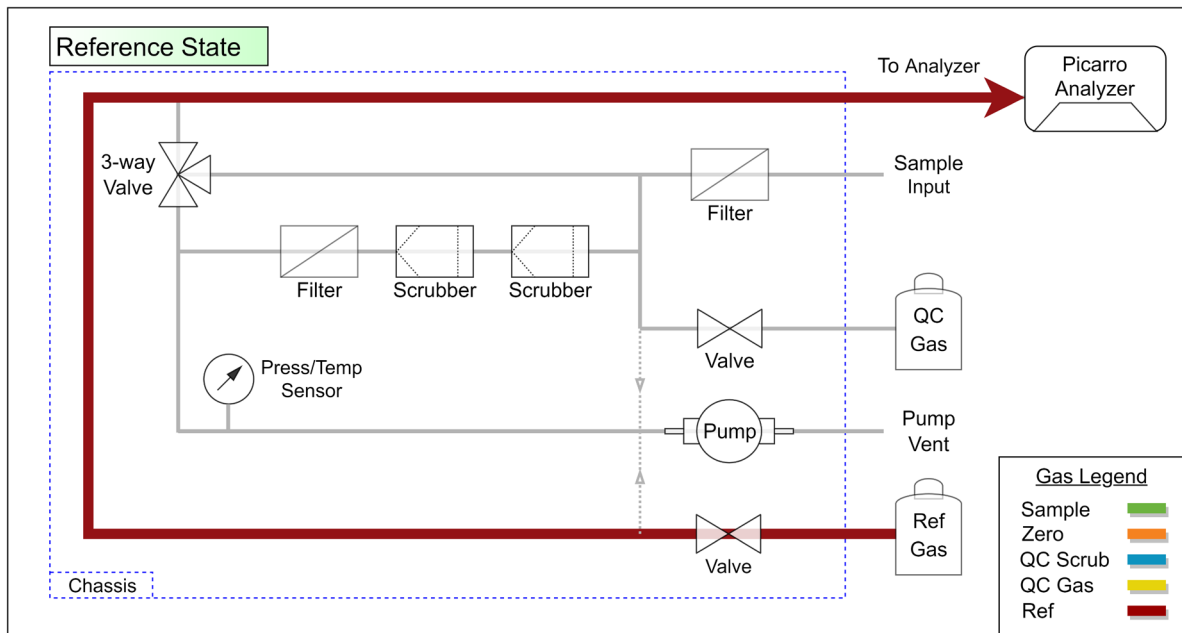 Reference State
To Analyzer
Picarro
Analyzer
3-way
Valve
Filter
Sample
Input
Filter
Scrubber
Scrubber
QC
Gas
Valve
Press/Temp
Sensor
Pump
Pump
Vent
Ref
Gas
Valve
Chassis
Gas Legend
Sample
Zero
QC Scrub
QC Gas
Ref